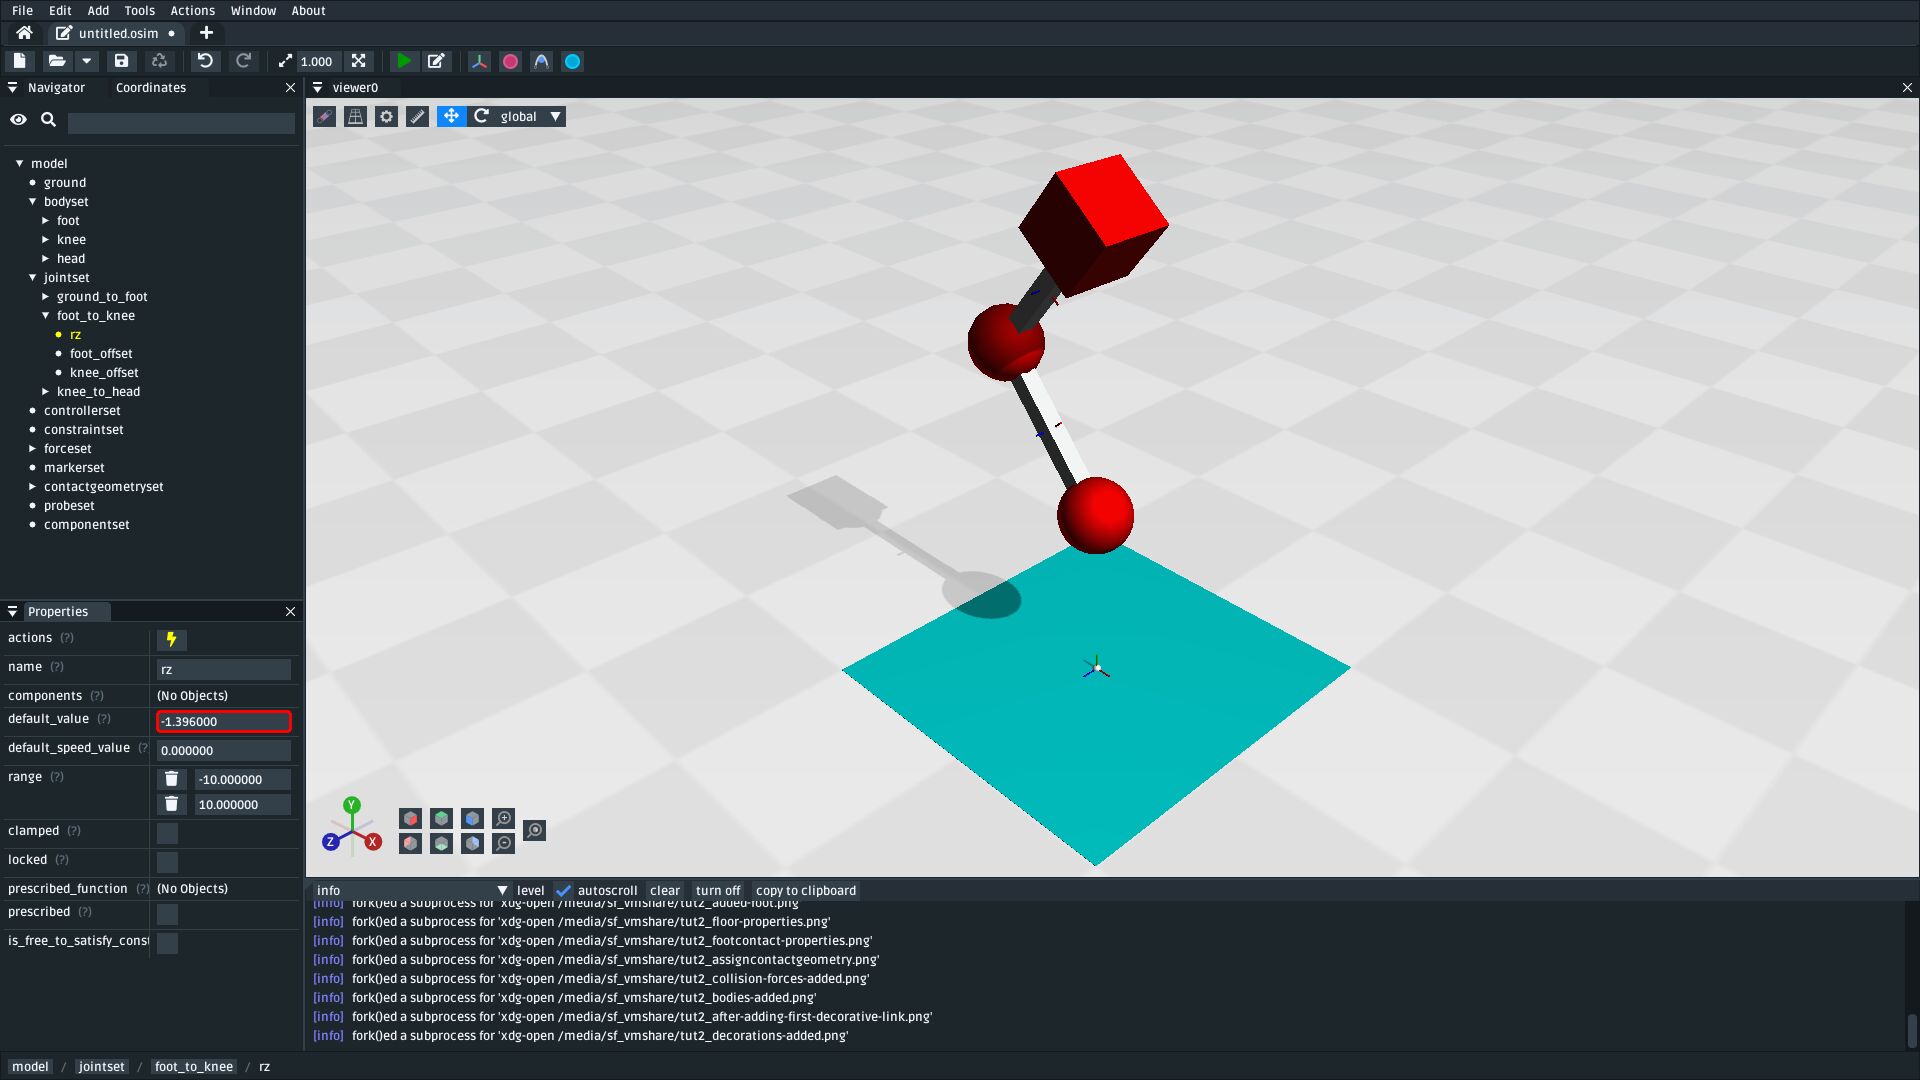 File Edit Add Tools Actions Window About
untitled.osim
1.000
Navigator Coordinates
viewer0
global
model
ground
bodyset
foot
knee
head
jointset
ground_to_foot
foot_to_knee
rz
foot_offset
knee_offset
knee_to_head
controllerset
constraintset
forceset
markerset
contactgeometryset
probeset
componentset
Properties
actions (?)
name (?) rz
components (?) (No Objects)
default_value (?) -1.396000
default_speed_value (? 0.000000
range (?) -10.000000
10.000000
clamped (?)
locked (?)
prescribed_function (?) (No Objects)
prescribed (?)
is_free_to_satisfy_const
Y
Z X
info level autoscroll clear turn off copy to clipboard
[info] fork()ed a subprocess for 'xdg-open /media/sf_vmshare/tut2_added-foot.png'
[info] fork()ed a subprocess for 'xdg-open /media/sf_vmshare/tut2_floor-properties.png'
[info] fork()ed a subprocess for 'xdg-open /media/sf_vmshare/tut2_footcontact-properties.png'
[info] fork()ed a subprocess for 'xdg-open /media/sf_vmshare/tut2_assigncontactgeometry.png'
[info] fork()ed a subprocess for 'xdg-open /media/sf_vmshare/tut2_collision-forces-added.png'
[info] fork()ed a subprocess for 'xdg-open /media/sf_vmshare/tut2_bodies-added.png'
[info] fork()ed a subprocess for 'xdg-open /media/sf_vmshare/tut2_after-adding-first-decorative-link.png'
[info] fork()ed a subprocess for 'xdg-open /media/sf_vmshare/tut2_decorations-added.png'
model / jointset / foot_to_knee / rz